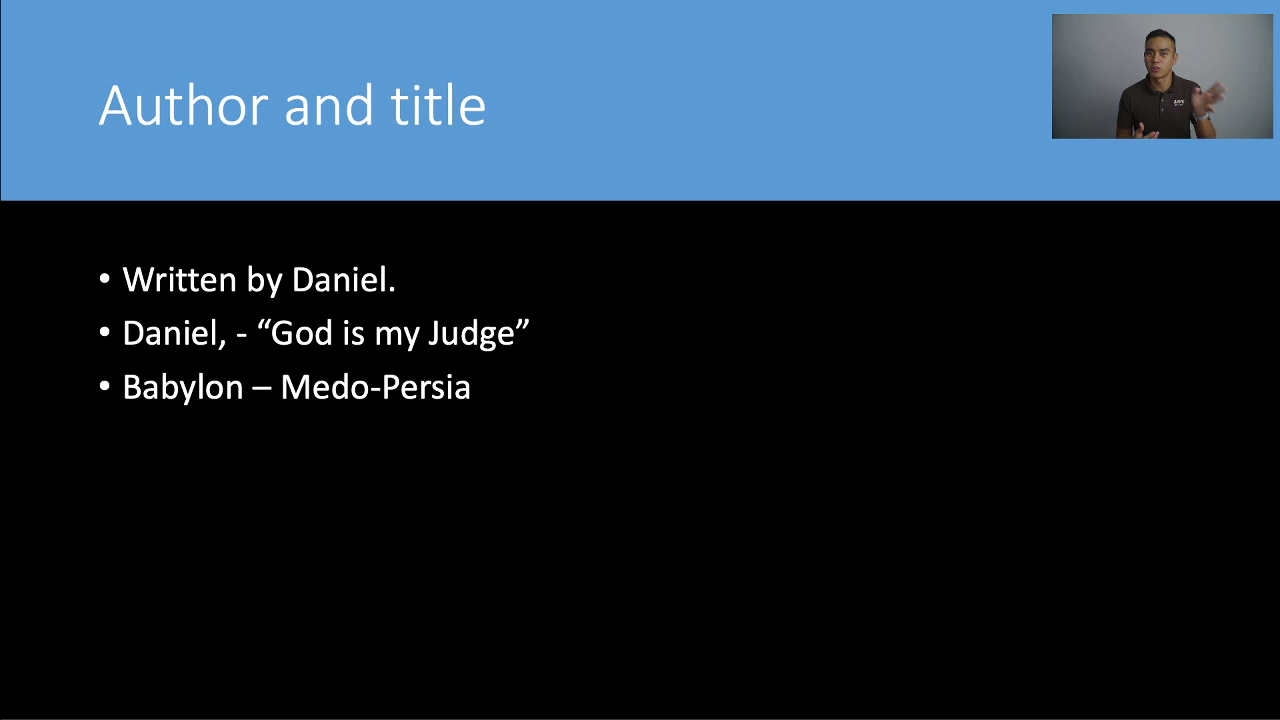 Author and title
• Written by Daniel.
• Daniel, - “God is my Judge”
• Babylon – Medo-Persia